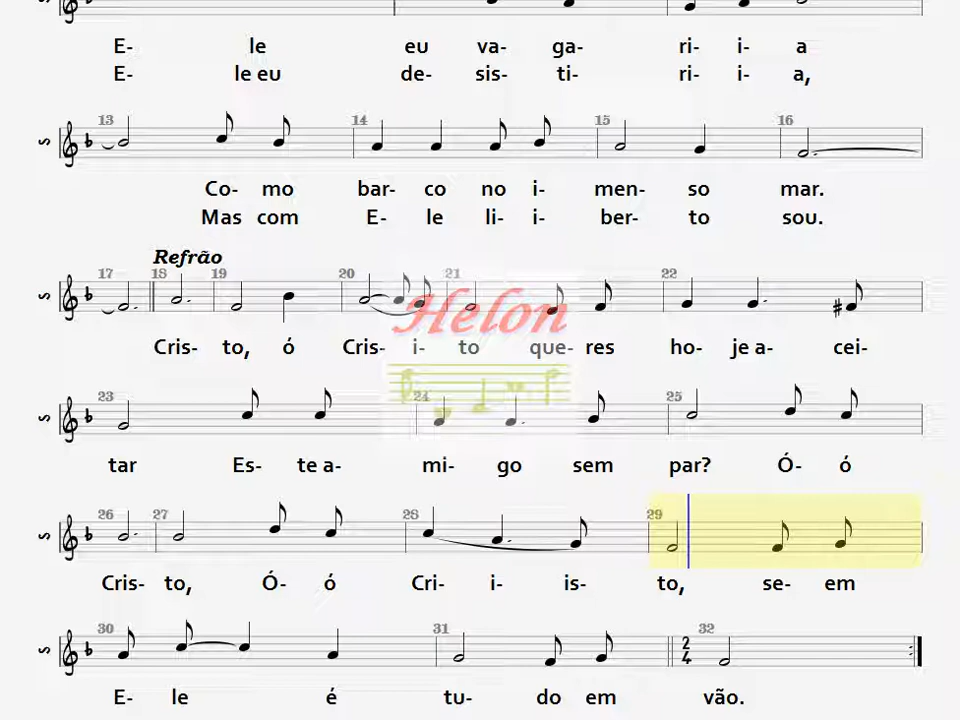 E- le eu va- ga- ri- i- a
E- le eu de- sis- ti- ri- i- a,
13 14 15 16
S
Co- mo bar- co no i- men- so mar.
Mas com E- le li- i- ber- to sou.
Refrão
17 18 19 20 21 22
S
Helon
Cris- to, ó Cris- i- to que- res ho- je a- cei-
23 24 25
S
tar Es- te a- mi- go sem par? Ó- ó
26 27 28 29
S
Cris- to, Ó- ó Cri- i- is- to, se- em
30 31 32
S 2 4
E- le é tu- do em vão.